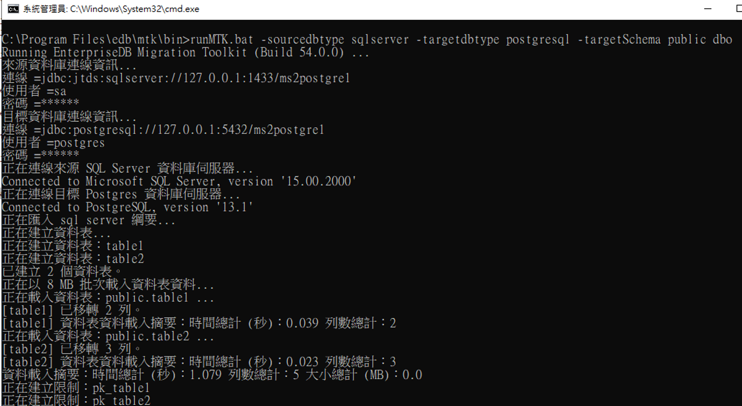 系統管理員: C:\Windows\System32\cmd.exe
C:\Program Files\edb\mtk\bin>runMTK.bat -sourcedbtype sqlserver -targetdbtype postgresql -targetSchema public dbo
Running EnterpriseDB Migration Toolkit (Build 54.0.0) ...
來源資料庫連線資訊...
連線 =jdbc:jtds:sqlserver://127.0.0.1:1433/ms2postgrel
使用者 =sa
密碼 =******
目標資料庫連線資訊...
連線 =jdbc:postgresql://127.0.0.1:5432/ms2postgrel
使用者 =postgres
密碼 =******
正在連線來源 SQL Server 資料庫伺服器...
Connected to Microsoft SQL Server, version '15.00.2000'
正在連線目標 Postgres 資料庫伺服器...
Connected to PostgreSQL, version '13.1'
正在匯入 sql server 綱要...
正在建立資料表...
正在建立資料表：table1
正在建立資料表：table2
已建立 2 個資料表。
正在以 8 MB 批次載入資料表資料...
正在載入資料表：public.table1 ...
[table1] 已移轉 2 列。
[table1] 資料表資料載入摘要：時間總計 (秒)：0.039 列數總計：2
正在載入資料表：public.table2 ...
[table2] 已移轉 3 列。
[table2] 資料表資料載入摘要：時間總計 (秒)：0.023 列數總計：3
資料載入摘要：時間總計 (秒)：1.079 列數總計：5 大小總計 (MB)：0.0
正在建立限制：pk_table1
正在建立限制：pk_table2